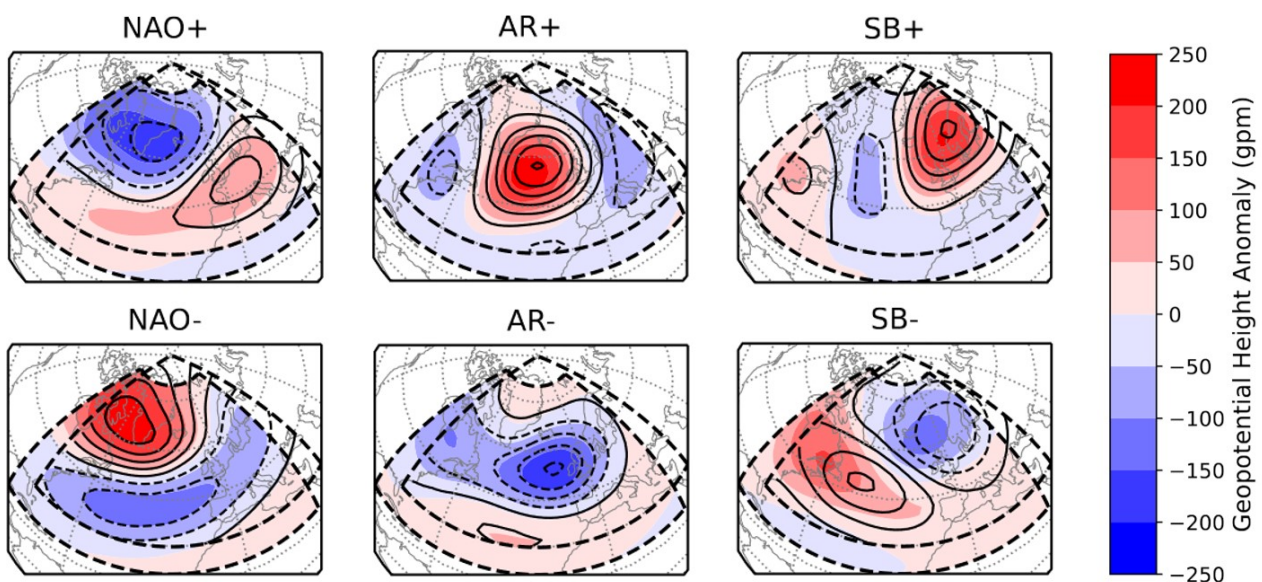 NAO+
AR+
SB+
NAO-
AR-
SB-
250
200
150
100
50
0
−50
−100
−150
−200
−250
Geopotential Height Anomaly (gpm)